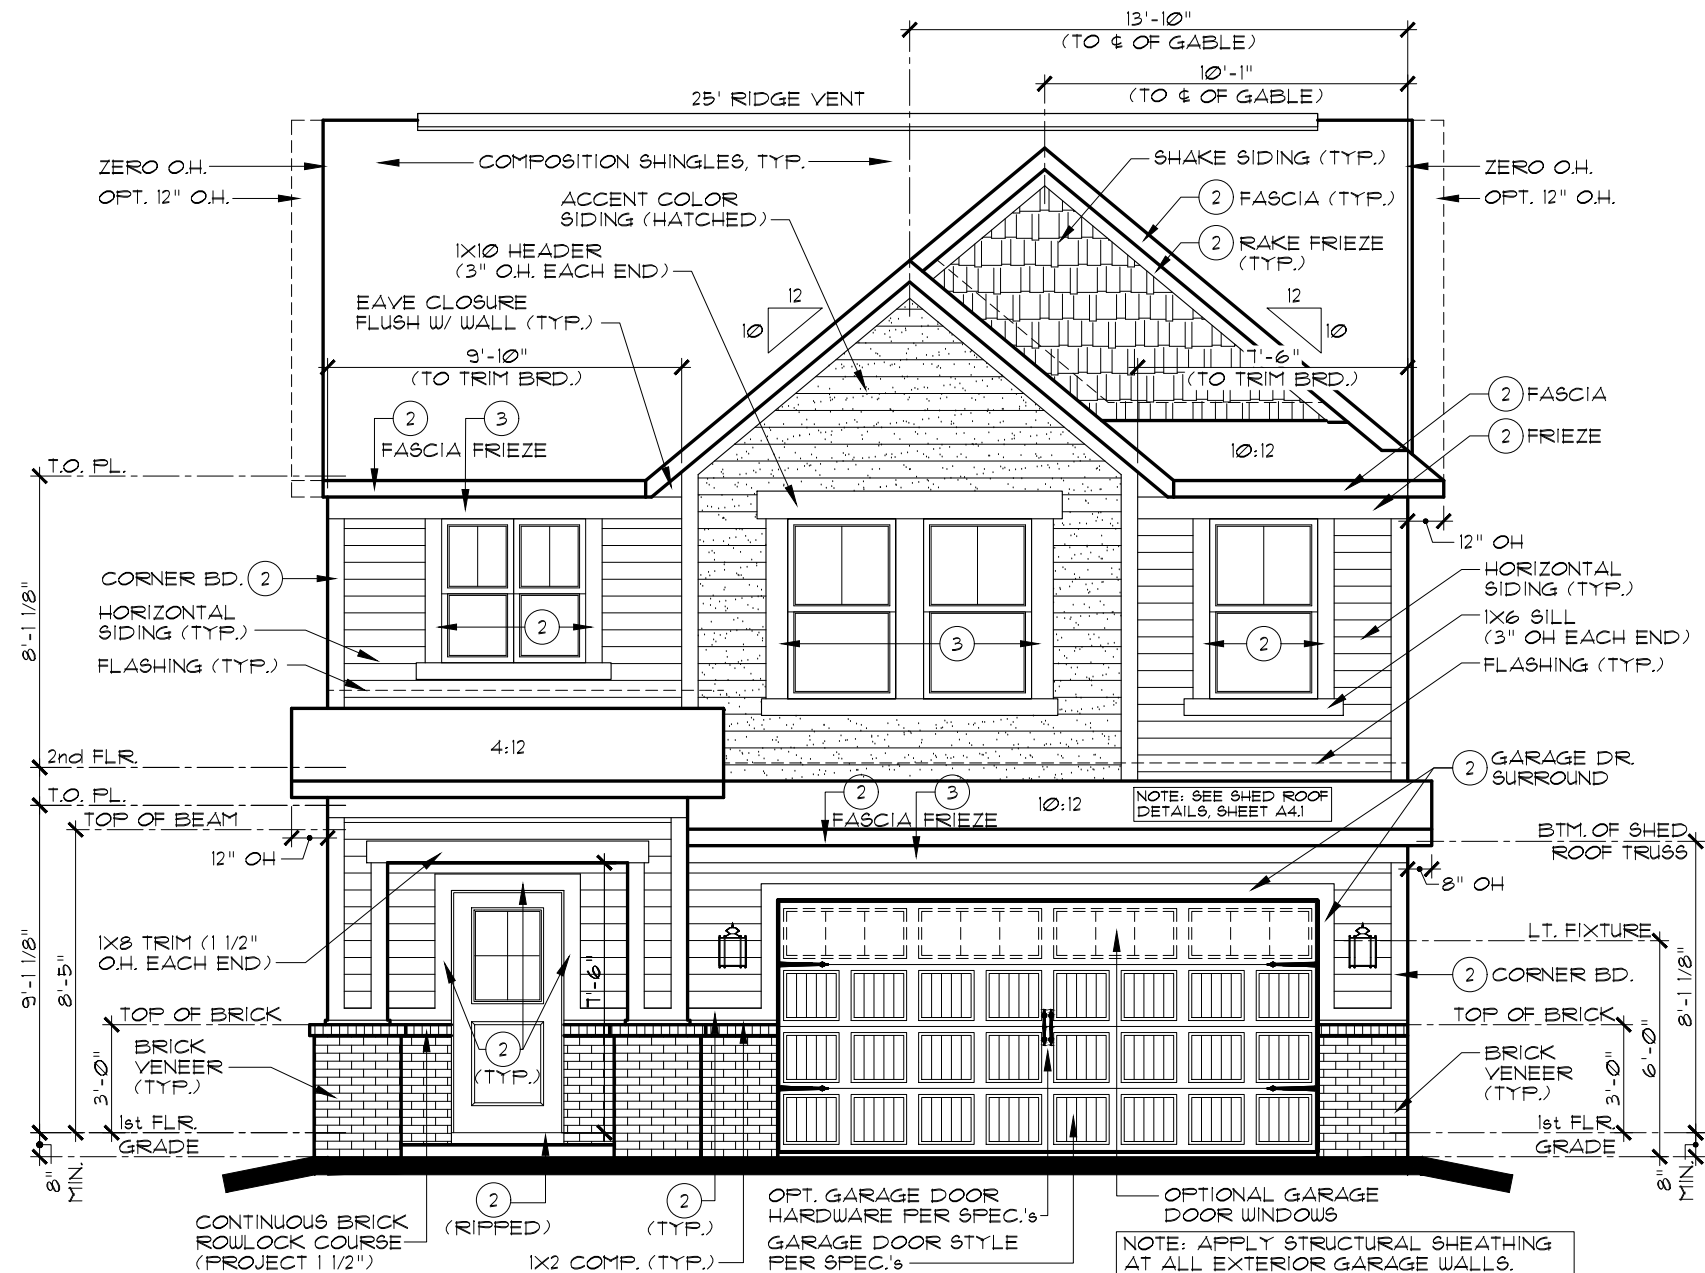 13'-10"
(TO ℄ OF GABLE)
10'-1"
(TO ℄ OF GABLE)
25' RIDGE VENT
ZERO O.H.
OPT. 12" O.H.
COMPOSITION SHINGLES, TYP.
SHAKE SIDING (TYP.)
ZERO O.H.
OPT. 12" O.H.
2 FASCIA (TYP.)
2 RAKE FRIEZE
(TYP.)
ACCENT COLOR
SIDING (HATCHED)
1X10 HEADER
(3" O.H. EACH END)
EAVE CLOSURE
FLUSH W/ WALL (TYP.)
12
10
12
10
9'-10"
(TO TRIM BRD.)
7'-6"
(TO TRIM BRD.)
2
FASCIA
3
FRIEZE
2 FASCIA
2 FRIEZE
10:12
T.O. PL.
12" OH
CORNER BD. 2
HORIZONTAL
SIDING (TYP.)
FLASHING (TYP.)
8'-1 1/8"
2
3
2
HORIZONTAL
SIDING (TYP.)
1X6 SILL
(3" OH EACH END)
FLASHING (TYP.)
4:12
2nd FLR.
T.O. PL.
TOP OF BEAM
12" OH
2
FASCIA
3
FRIEZE
10:12
NOTE: SEE SHED ROOF
DETAILS, SHEET A4.1
2 GARAGE DR.
SURROUND
BTM. OF SHED
ROOF TRUSS
8" OH
1X8 TRIM (1 1/2"
O.H. EACH END)
9'-1 1/8"
8'-5"
7'-6"
LT. FIXTURE
2 CORNER BD.
8'-1 1/8"
TOP OF BRICK
BRICK
VENEER
(TYP.)
3'-0"
2
(TYP.)
TOP OF BRICK
BRICK
VENEER
(TYP.)
3'-0"
6'-0"
1st FLR.
GRADE
8"
MIN.
1st FLR.
GRADE
8"
MIN.
CONTINUOUS BRICK
ROWLOCK COURSE
(PROJECT 1 1/2")
2
(RIPPED)
2
(TYP.)
1X2 COMP. (TYP.)
OPT. GARAGE DOOR
HARDWARE PER SPEC.'s
GARAGE DOOR STYLE
PER SPEC.'s
OPTIONAL GARAGE
DOOR WINDOWS
NOTE: APPLY STRUCTURAL SHEATHING
AT ALL EXTERIOR GARAGE WALLS.